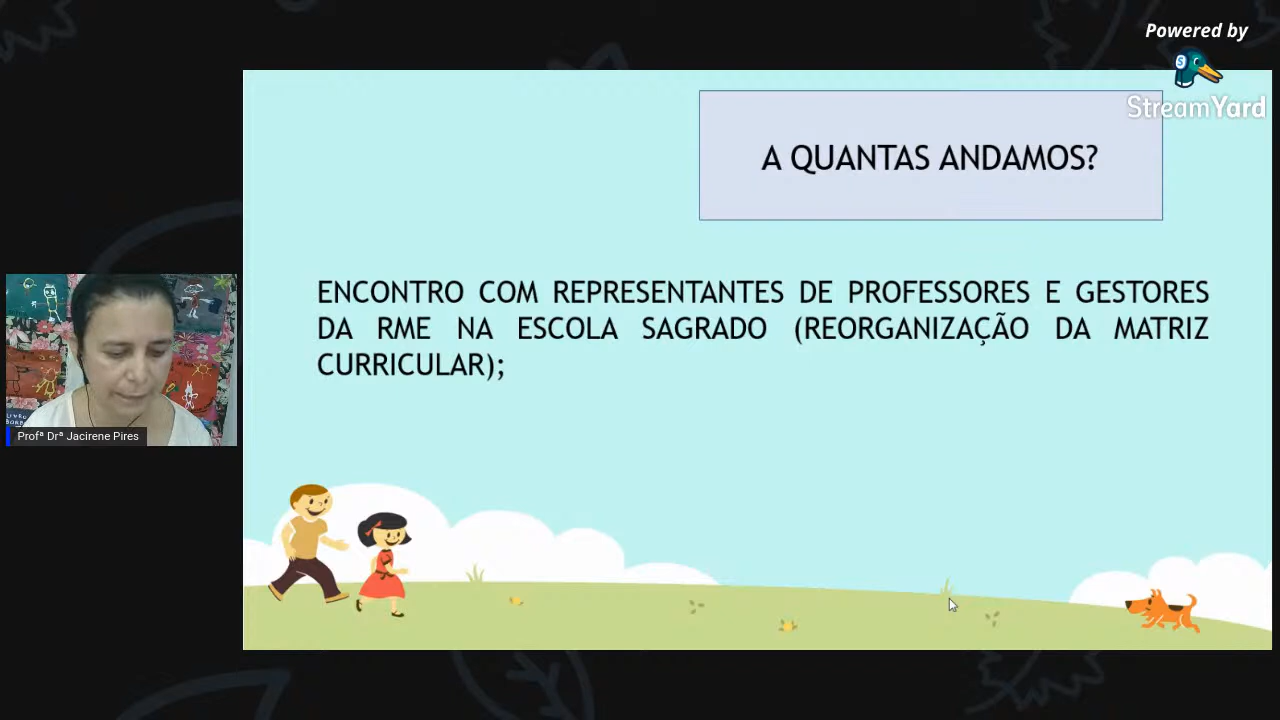 Powered by
StreamYard
A QUANTAS ANDAMOS?
ENCONTRO COM REPRESENTANTES DE PROFESSORES E GESTORES
DA RME NA ESCOLA SAGRADO (REORGANIZAÇÃO DA MATRIZ
CURRICULAR);
LIVRO
Profª Drª Jacirene Pires